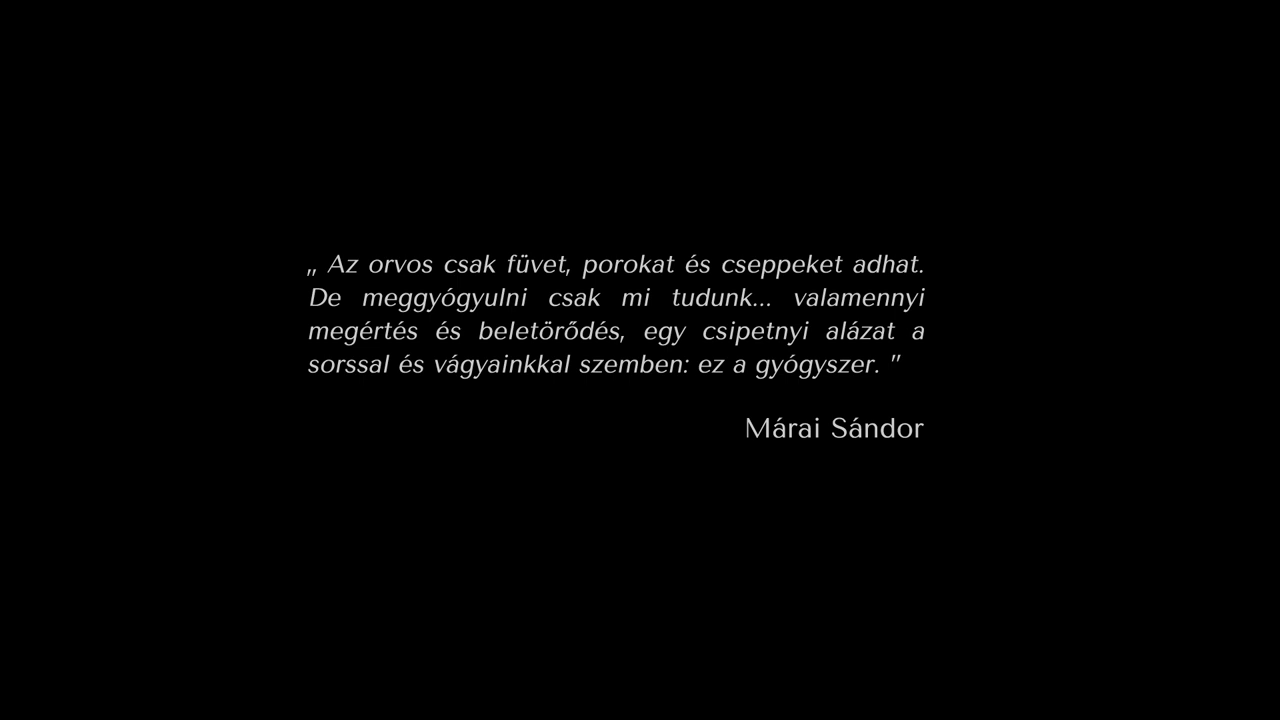 „ Az orvos csak füvet, porokat és cseppeket adhat.
De meggyógyulni csak mi tudunk... valamennyi
megértés és beletörődés, egy csipetnyi alázat a
sorssal és vágyainkkal szemben: ez a gyógyszer. ”
Márai Sándor